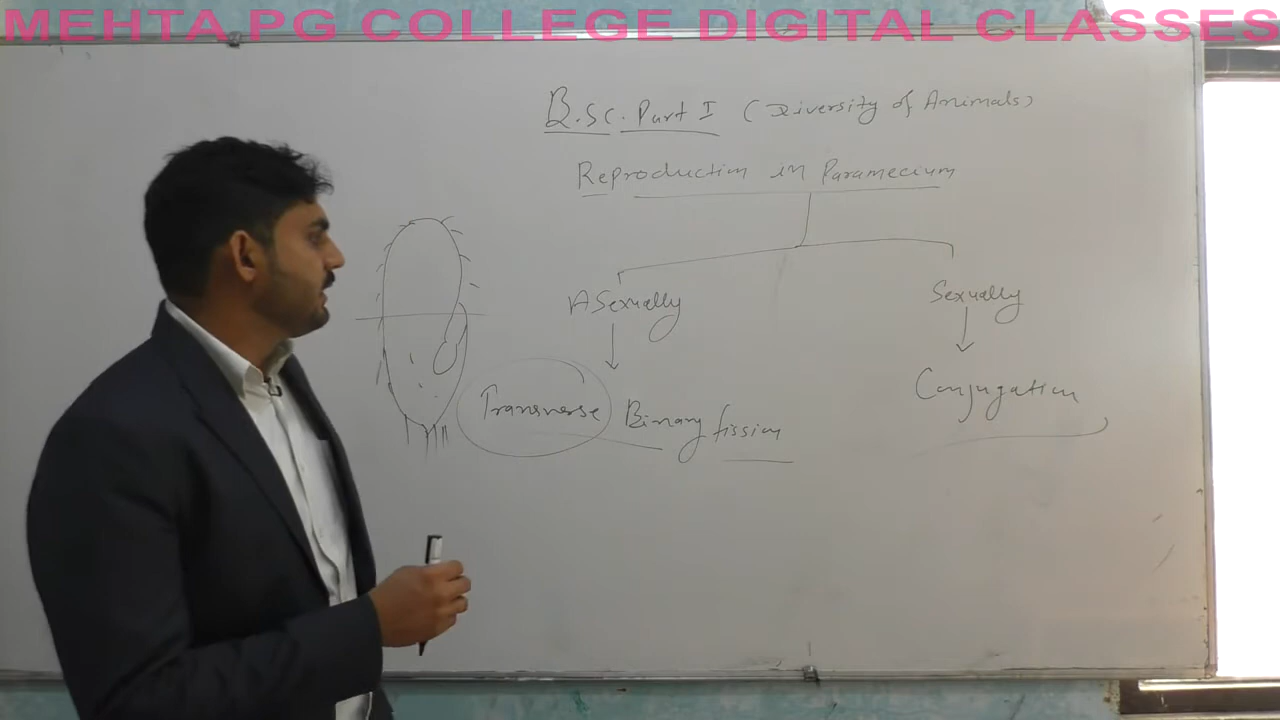 MEHTA PG COLLEGE DIGITAL CLASSES
B.Sc. Part I (Diversity of Animals)
Reproduction in Paramecium
ASexually
Sexually
Transverse Binary fission
Conjugation